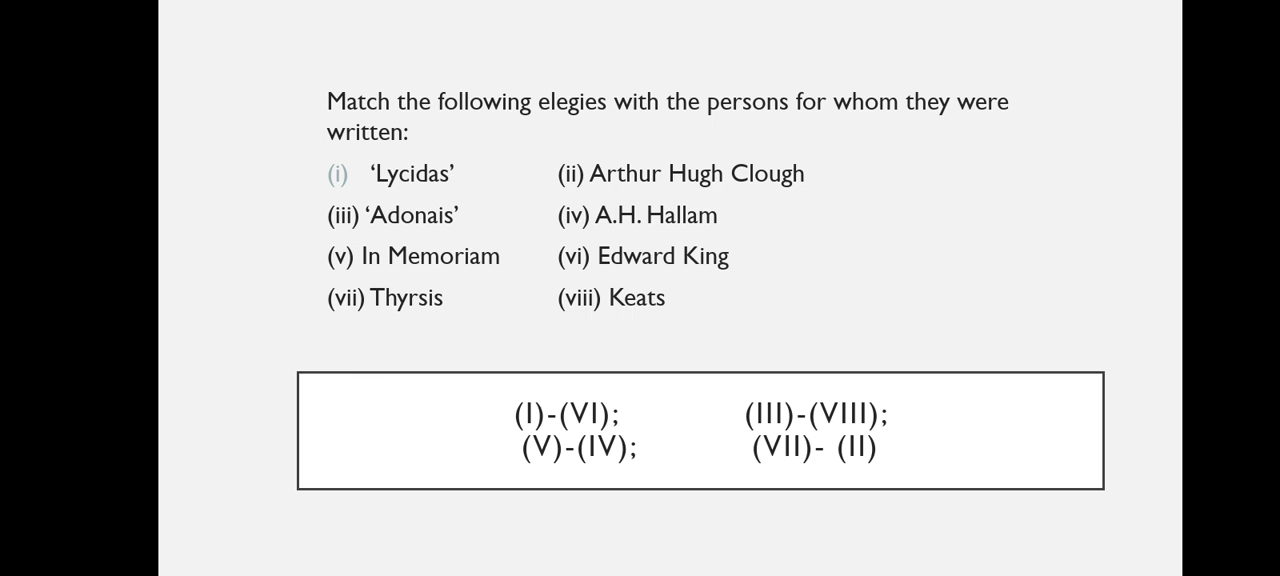 Match the following elegies with the persons for whom they were
written:
(i) ‘Lycidas’ (ii) Arthur Hugh Clough
(iii) ‘Adonais’ (iv) A.H. Hallam
(v) In Memoriam (vi) Edward King
(vii) Thyrsis (viii) Keats
(I)-(VI); (III)-(VIII);
(V)-(IV); (VII)- (II)